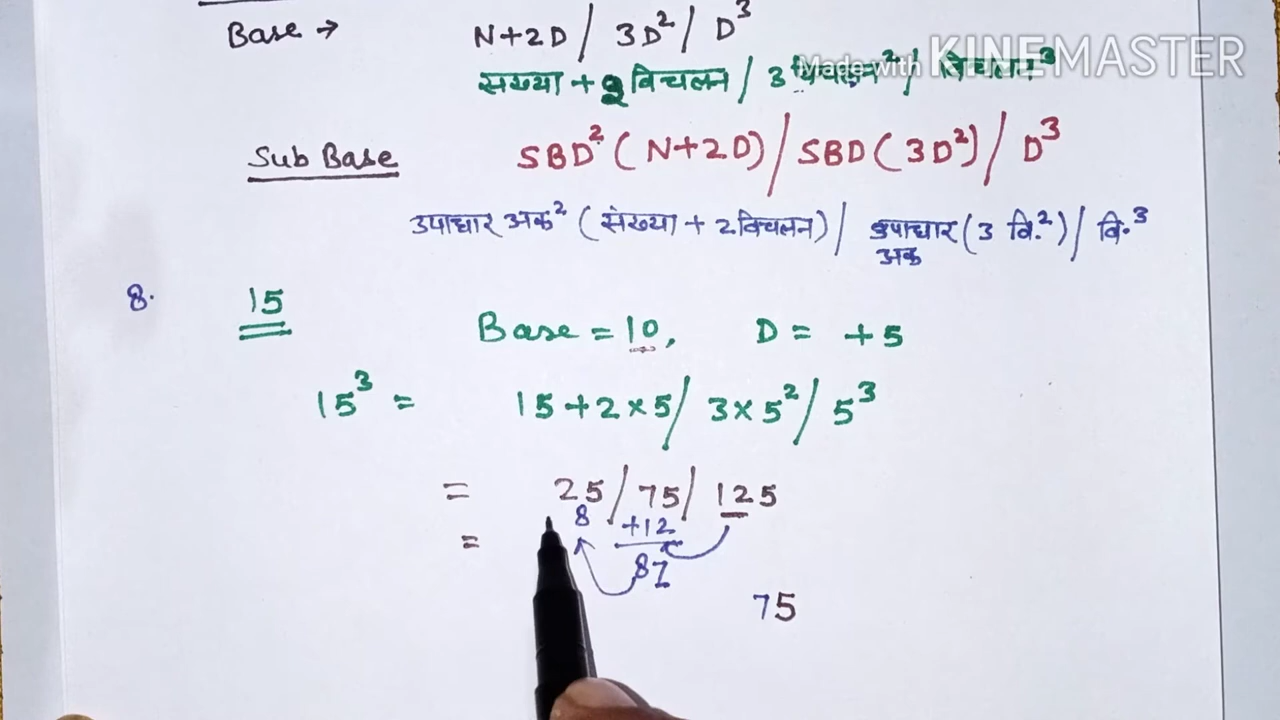 Base → N+2D / 3D² / D³
Made with KINEMASTER
संख्या + 2 विचलन / 3 विचलन² / विचलन³
Sub Base SBD² ( N+2D) / SBD ( 3D²) / D³
उपाधार अंक² ( संख्या + 2 विचलन) / उपाधार ( 3 वि.²) / वि.³
अंक
8. 15
Base = 10, D = +5
15³ = 15+2×5 / 3×5² / 5³
= 25 / 75 / 125
8 +12
=
87
75